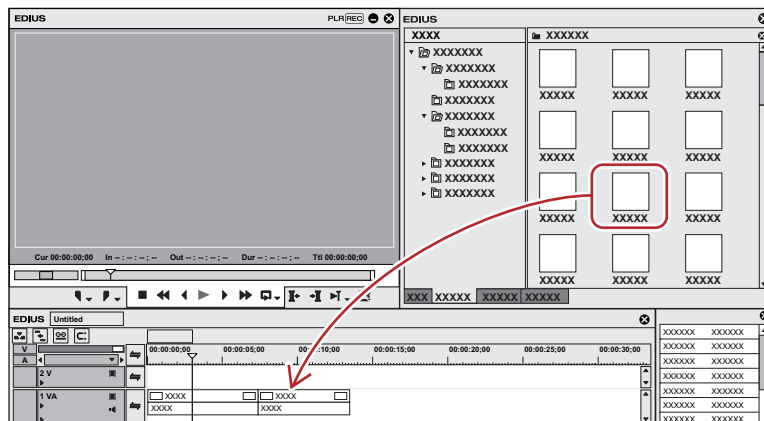 EDIUS PLR REC
Cur 00:00:00;00 In -- : -- : -- ; -- Out -- : -- : -- ; -- Dur -- : -- : -- ; -- Ttl 00:00:00;00
EDIUS
XXXX
XXXXXXX
XXXXXXX
XXXXXXX
XXXXXXX
XXXXXXX
XXXXXXX
XXXXXXX
XXXXXXX
XXXXXXX
XXXXXXX
XXXXXX
XXXXX XXXXX XXXXX
XXXXX XXXXX XXXXX
XXXXX XXXXX XXXXX
XXXXX XXXXX XXXXX
XXX XXXXX XXXXX XXXXX
EDIUS Untitled
V
A
00:00:00;00 00:00:05;00 00:00:10;00 00:00:15;00 00:00:20;00 00:00:25;00 00:00:30;00
2 V
1 VA
XXXX XXXX
XXXX XXXX
XXXXXX XXXXXX
XXXXXX XXXXXX
XXXXXX XXXXXX
XXXXXX XXXXXX
XXXXXX XXXXXX
XXXXXX XXXXXX
XXXXXX XXXXXX